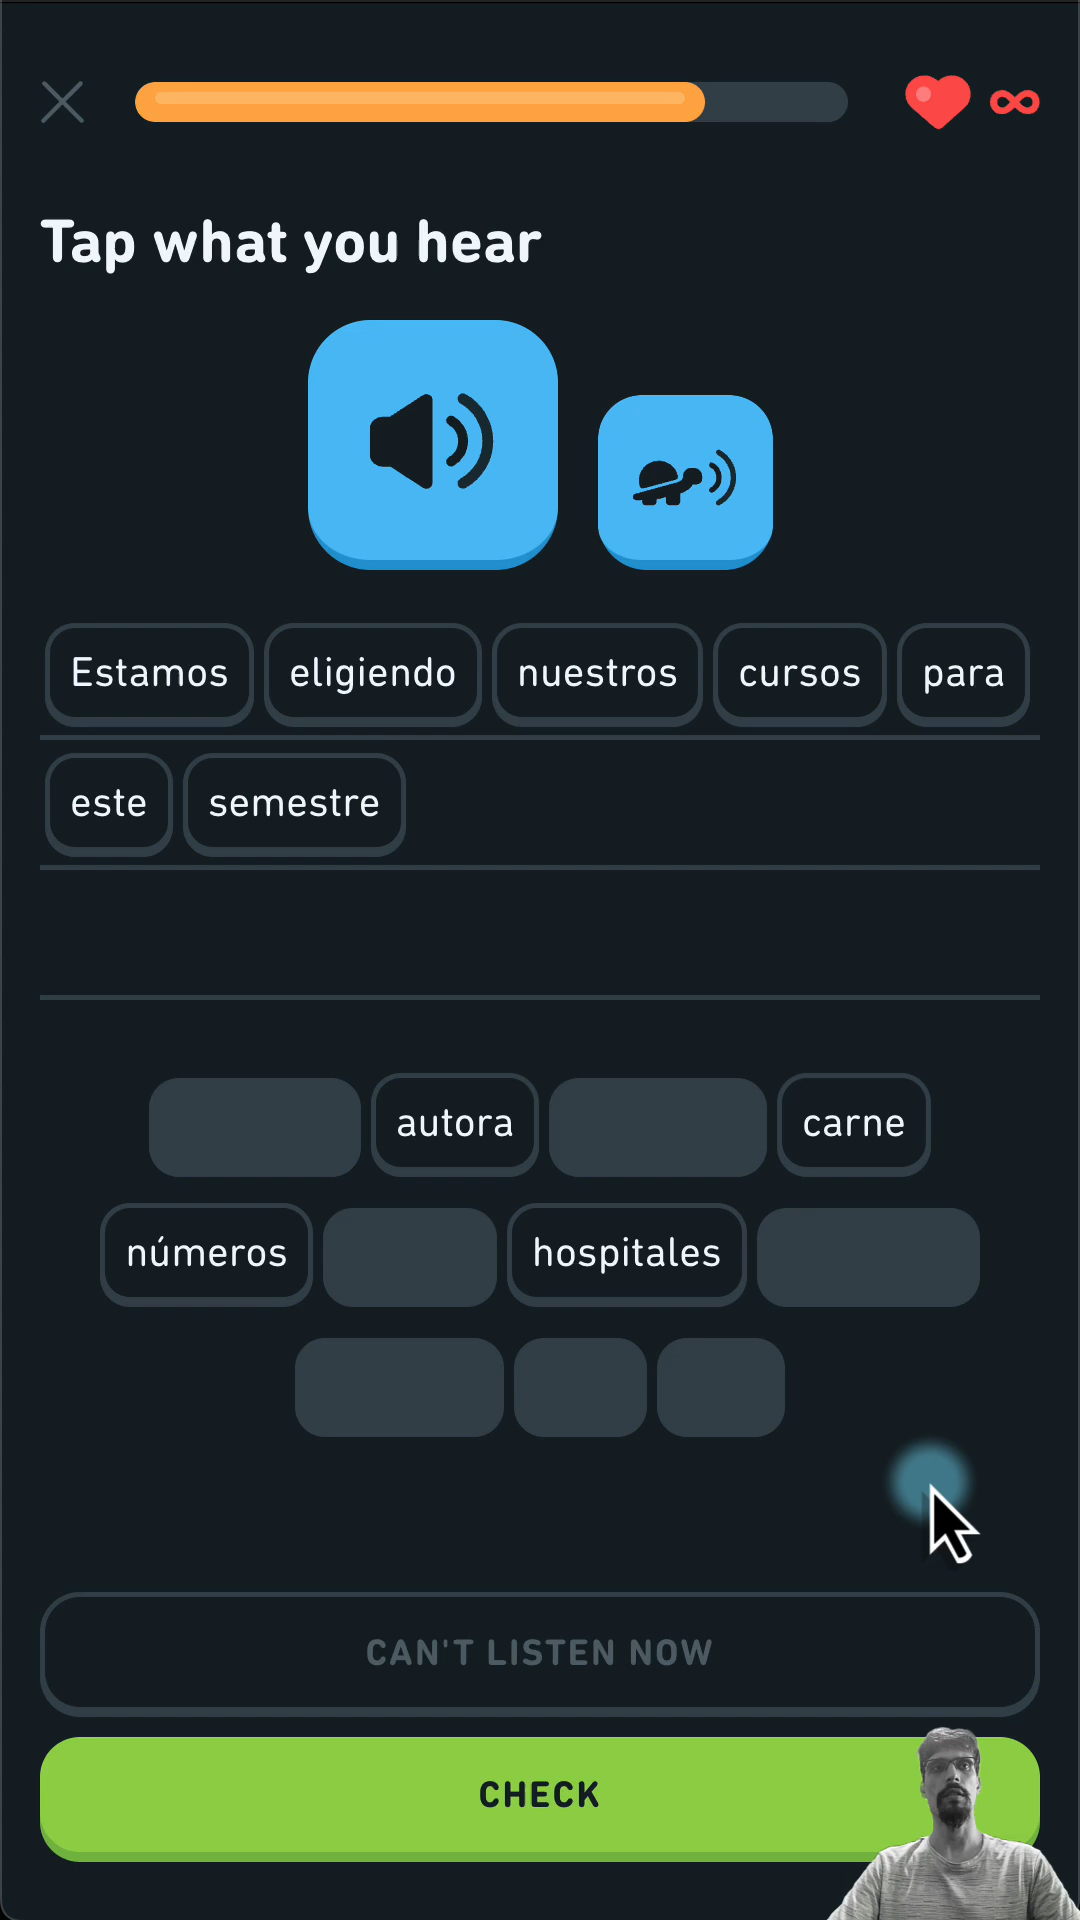 Tap what you hear
Estamos eligiendo nuestros cursos para
este semestre
autora carne
números hospitales
CAN'T LISTEN NOW
CHECK